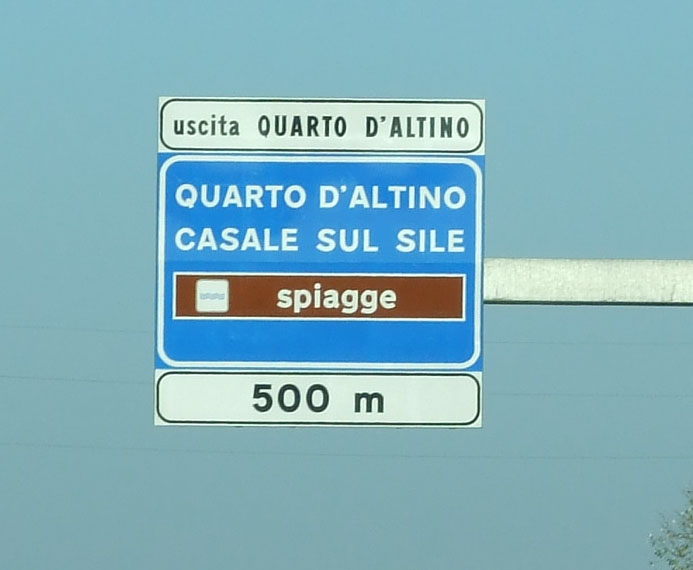 uscita QUARTO D'ALTINO
QUARTO D'ALTINO
CASALE SUL SILE
spiagge
500 m